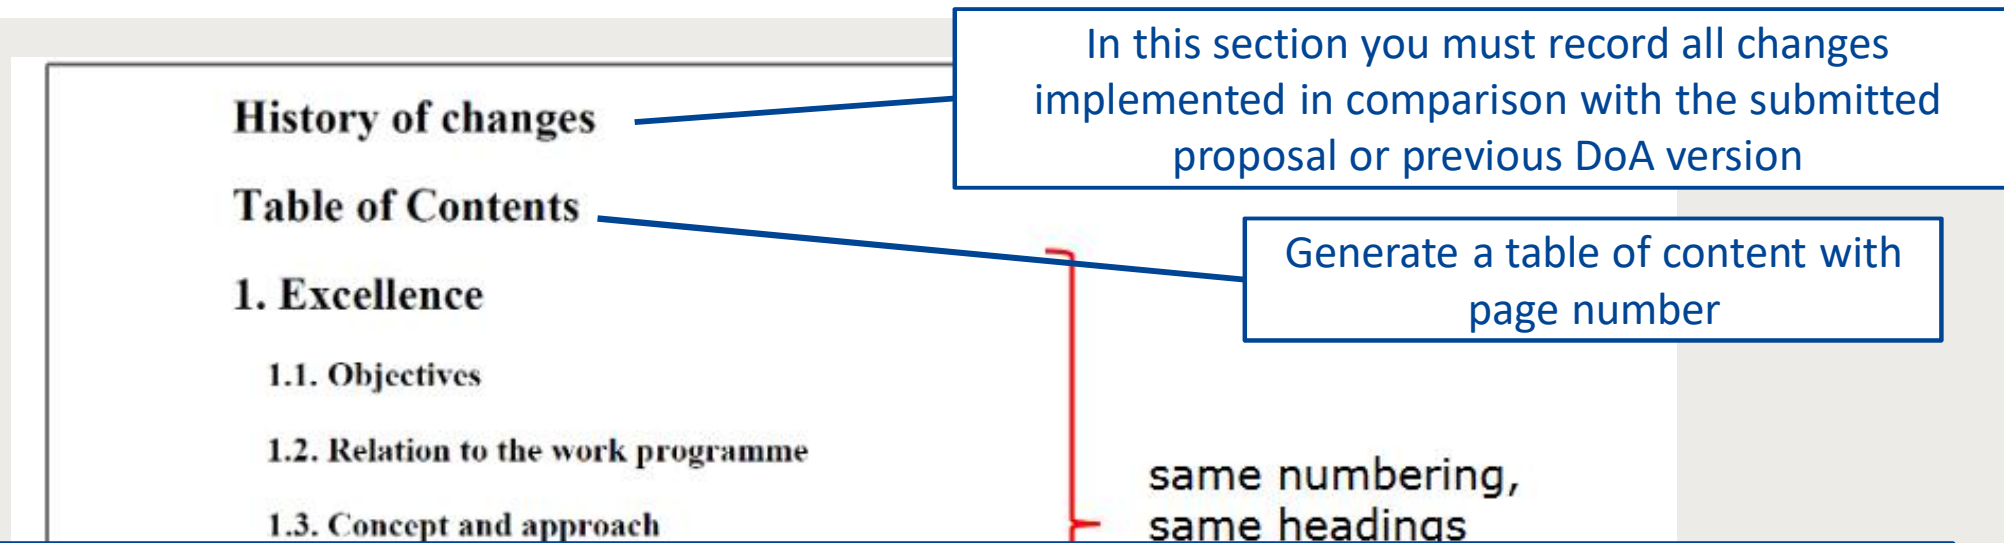 In this section you must record all changes
implemented in comparison with the submitted
proposal or previous DoA version
History of changes
Table of Contents
Generate a table of content with
page number
1. Excellence
1.1. Objectives
1.2. Relation to the work programme
1.3. Concept and approach
same numbering,
same headings